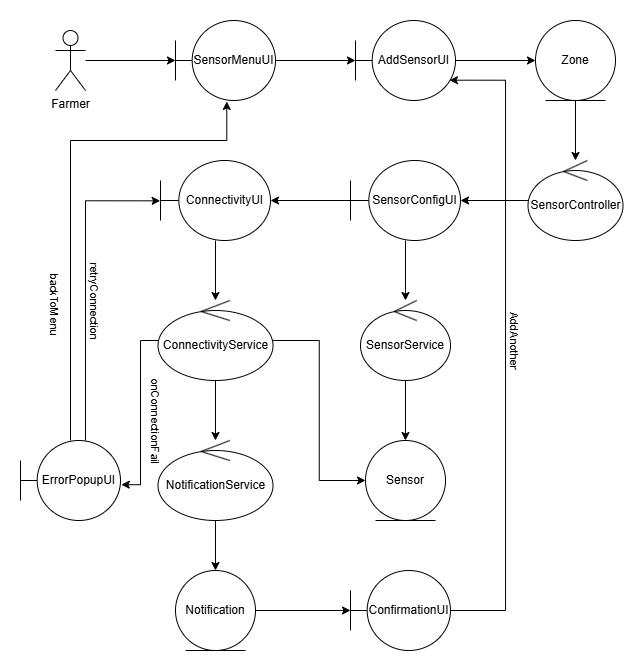 SensorMenuUI
AddSensorUI
Zone
Farmer
ConnectivityUI
SensorConfigUI
SensorController
backToMenu
retryConnection
AddAnother
ConnectivityService
SensorService
onConnectionFail
ErrorPopupUI
NotificationService
Sensor
Notification
ConfirmationUI